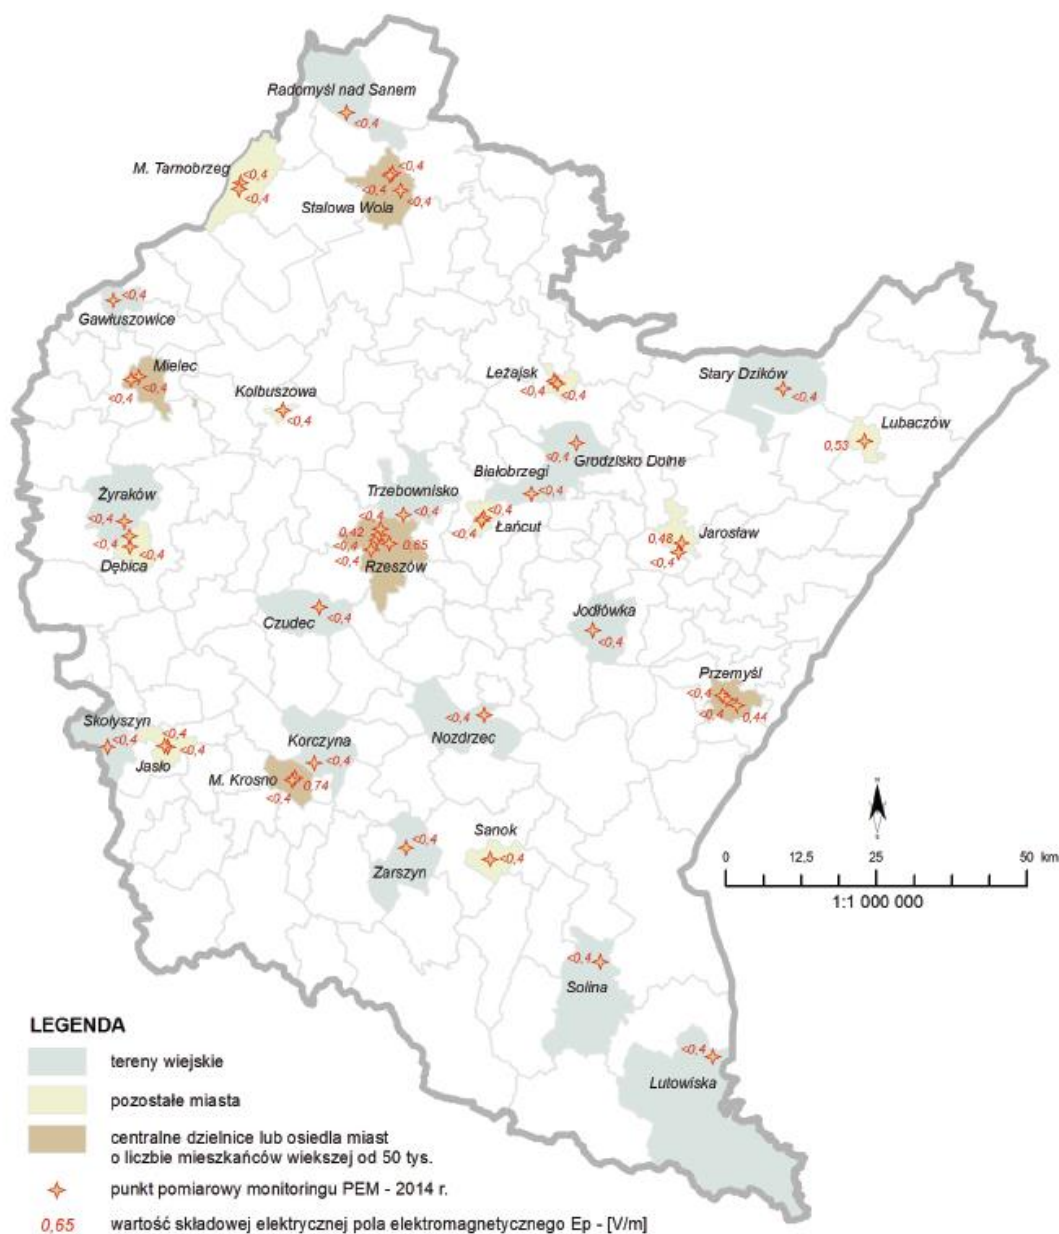 Radomyśl nad Sanem
<0,4
M. Tarnobrzeg
<0,4
<0,4
<0,4
<0,4
<0,4
Stalowa Wola
<0,4
Gawłuszowice
Mielec
<0,4
<0,4
Kolbuszowa
<0,4
Leżajsk
<0,4
<0,4
Stary Dzików
<0,4
Lubaczów
0,53
<0,4
Grodzisko Dolne
Białobrzegi
<0,4
Trzebownisko
<0,4
Żyraków
<0,4
<0,4
<0,4
Dębica
<0,4
0,42
<0,4
<0,4
0,65
Rzeszów
<0,4
<0,4
Łańcut
Jarosław
0,48
<0,4
Czudec
<0,4
Jodłówka
<0,4
Przemyśl
<0,4
<0,4
0,44
Skołyszyn
<0,4
<0,4
<0,4
Jasło
Korczyna
<0,4
M. Krosno
0,74
<0,4
<0,4
Nozdrzec
<0,4
Zarszyn
Sanok
<0,4
N
S
0 12,5 25 50 km
1:1 000 000
<0,4
Solina
<0,4
Lutowiska
LEGENDA
tereny wiejskie
pozostałe miasta
centralne dzielnice lub osiedla miast
o liczbie mieszkańców wiekszej od 50 tys.
punkt pomiarowy monitoringu PEM - 2014 r.
0,65 wartość składowej elektrycznej pola elektromagnetycznego Ep - [V/m]